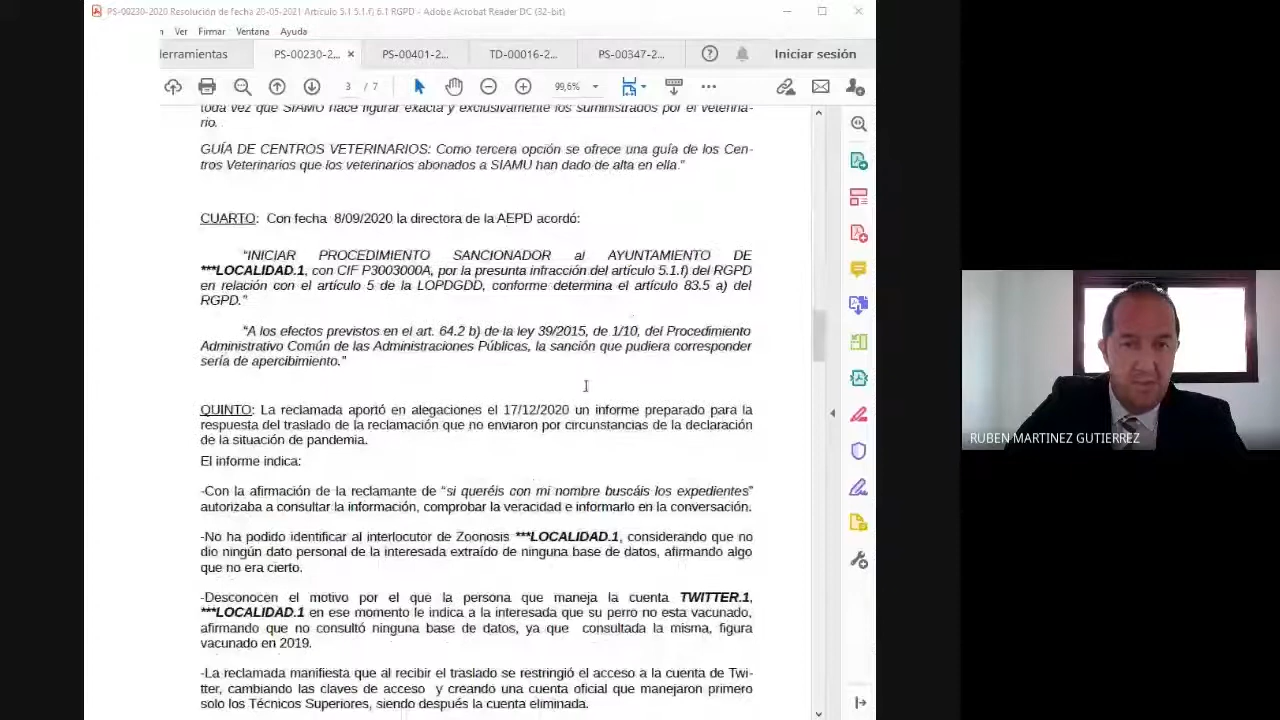 PS-00230-2020 Resolución de fecha 20-05-2021 Artículo 5.1 5.1.f) 6.1 RGPD - Adobe Acrobat Reader DC (32-bit)
Ver Firmar Ventana Ayuda
erramientas PS-00230-2... × PS-00401-2... TD-00016-2... PS-00347-2... Iniciar sesión
3 / 7 99,6%
toda vez que SIAMU hace figurar exacta y exclusivamente los suministrados por el veterina-
rio.
GUÍA DE CENTROS VETERINARIOS: Como tercera opción se ofrece una guía de los Cen-
tros Veterinarios que los veterinarios abonados a SIAMU han dado de alta en ella.”
CUARTO: Con fecha 8/09/2020 la directora de la AEPD acordó:
“INICIAR PROCEDIMIENTO SANCIONADOR al AYUNTAMIENTO DE
***LOCALIDAD.1, con CIF P3003000A, por la presunta infracción del artículo 5.1.f) del RGPD
en relación con el artículo 5 de la LOPDGDD, conforme determina el artículo 83.5 a) del
RGPD.”
“A los efectos previstos en el art. 64.2 b) de la ley 39/2015, de 1/10, del Procedimiento
Administrativo Común de las Administraciones Públicas, la sanción que pudiera corresponder
sería de apercibimiento.”
QUINTO: La reclamada aportó en alegaciones el 17/12/2020 un informe preparado para la
respuesta del traslado de la reclamación que no enviaron por circunstancias de la declaración
de la situación de pandemia.
El informe indica:
-Con la afirmación de la reclamante de “si queréis con mi nombre buscáis los expedientes”
autorizaba a consultar la información, comprobar la veracidad e informarlo en la conversación.
-No ha podido identificar al interlocutor de Zoonosis ***LOCALIDAD.1, considerando que no
dio ningún dato personal de la interesada extraído de ninguna base de datos, afirmando algo
que no era cierto.
-Desconocen el motivo por el que la persona que maneja la cuenta TWITTER.1,
***LOCALIDAD.1 en ese momento le indica a la interesada que su perro no esta vacunado,
afirmando que no consultó ninguna base de datos, ya que consultada la misma, figura
vacunado en 2019.
-La reclamada manifiesta que al recibir el traslado se restringió el acceso a la cuenta de Twi-
tter, cambiando las claves de acceso y creando una cuenta oficial que manejaron primero
solo los Técnicos Superiores, siendo después la cuenta eliminada.
RUBEN MARTINEZ GUTIERREZ